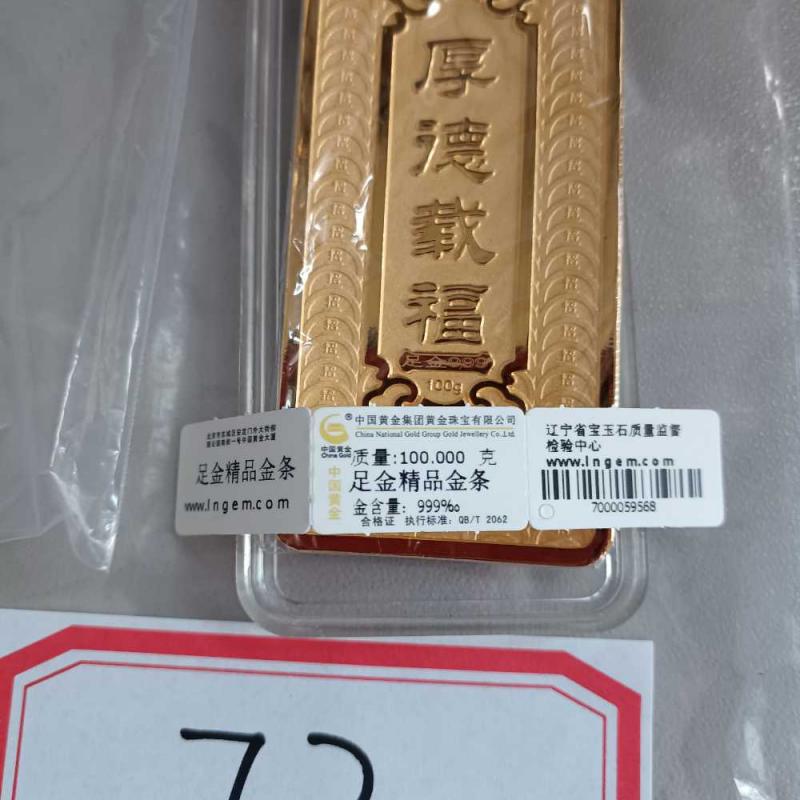 厚
德
载
福
足金999
100g
足金精品金条
www.lngem.com
中国黄金
China Gold
中国黄金
中国黄金集团黄金珠宝有限公司
China National Gold Group Gold Jewellery Co.,Ltd.
质量:100.000 克
足金精品金条
金含量: 999‰
合格证 执行标准: QB/T 2062
辽宁省宝玉石质量监督
检验中心
www.lngem.com
7000059568